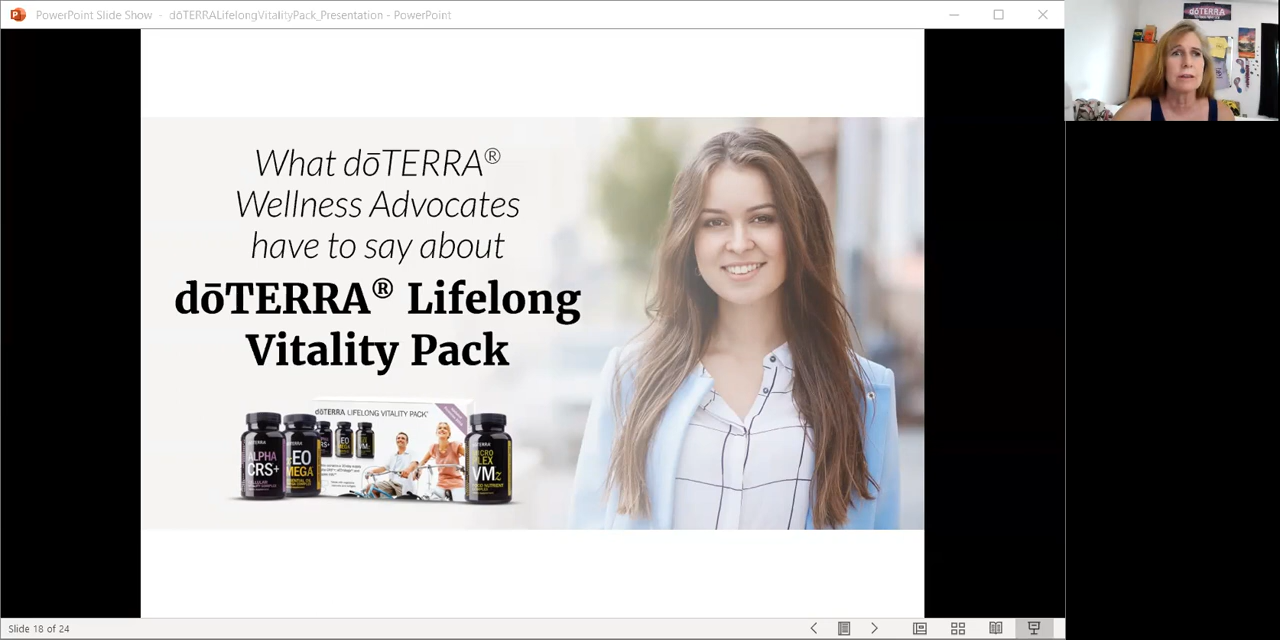 PowerPoint Slide Show - dōTERRALifelongVitalityPack_Presentation - PowerPoint
dōTERRA
What dōTERRA®
Wellness Advocates
have to say about
dōTERRA® Lifelong
Vitality Pack
dōTERRA LIFELONG VITALITY PACK
ALPHA
CRS+
EO
MEGA
VMz
Slide 18 of 24